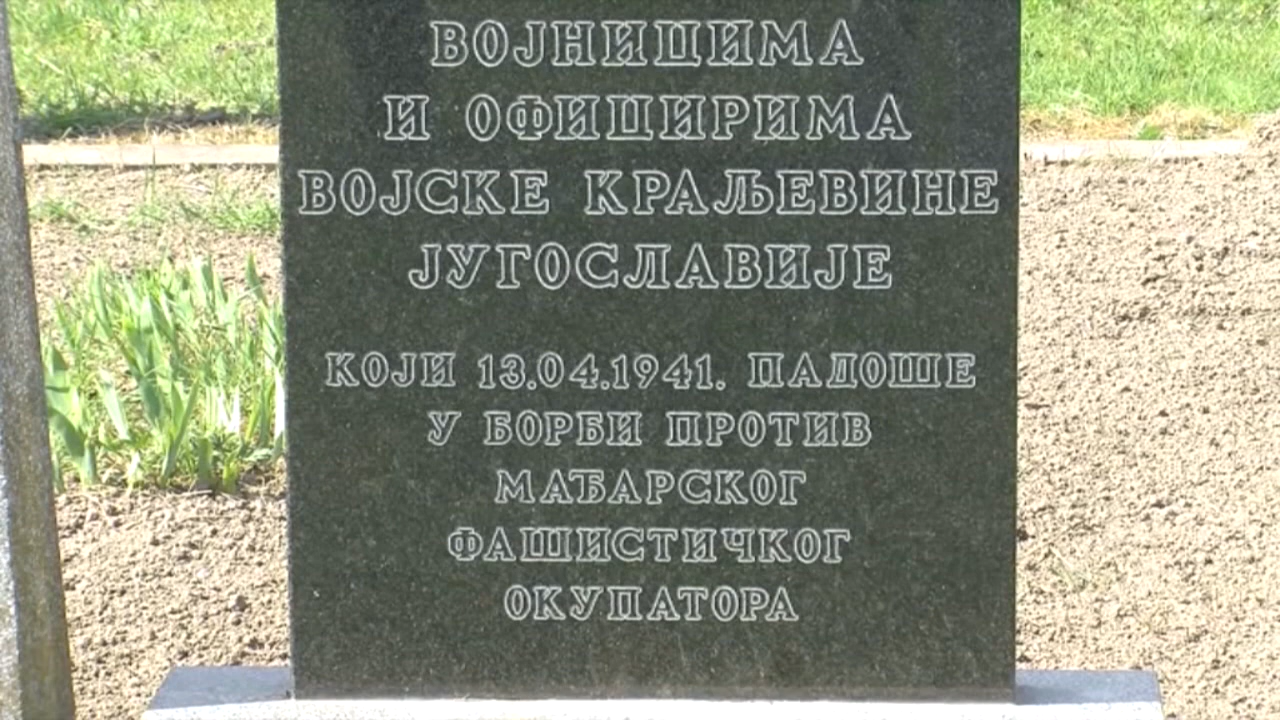 ВОЈНИЦИМА
И ОФИЦИРИМА
ВОЈСКЕ КРАЉЕВИНЕ
ЈУГОСЛАВИЈЕ
КОЈИ 13.04.1941. ПАДОШЕ
У БОРБИ ПРОТИВ
МАЂАРСКОГ
ФАШИСТИЧКОГ
ОКУПАТОРА